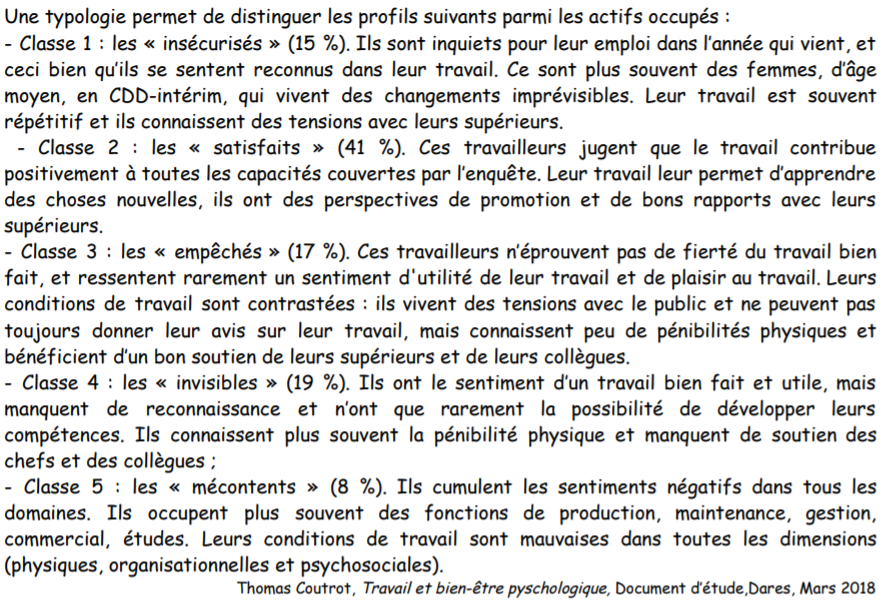 Une typologie permet de distinguer les profils suivants parmi les actifs occupés :
- Classe 1 : les « insécurisés » (15 %). Ils sont inquiets pour leur emploi dans l'année qui vient, et
ceci bien qu'ils se sentent reconnus dans leur travail. Ce sont plus souvent des femmes, d'âge
moyen, en CDD-intérim, qui vivent des changements imprévisibles. Leur travail est souvent
répétitif et ils connaissent des tensions avec leurs supérieurs.
- Classe 2 : les « satisfaits » (41 %). Ces travailleurs jugent que le travail contribue
positivement à toutes les capacités couvertes par l'enquête. Leur travail leur permet d'apprendre
des choses nouvelles, ils ont des perspectives de promotion et de bons rapports avec leurs
supérieurs.
- Classe 3 : les « empêchés » (17 %). Ces travailleurs n'éprouvent pas de fierté du travail bien
fait, et ressentent rarement un sentiment d'utilité de leur travail et de plaisir au travail. Leurs
conditions de travail sont contrastées : ils vivent des tensions avec le public et ne peuvent pas
toujours donner leur avis sur leur travail, mais connaissent peu de pénibilités physiques et
bénéficient d'un bon soutien de leurs supérieurs et de leurs collègues.
- Classe 4 : les « invisibles » (19 %). Ils ont le sentiment d'un travail bien fait et utile, mais
manquent de reconnaissance et n'ont que rarement la possibilité de développer leurs
compétences. Ils connaissent plus souvent la pénibilité physique et manquent de soutien des
chefs et des collègues ;
- Classe 5 : les « mécontents » (8 %). Ils cumulent les sentiments négatifs dans tous les
domaines. Ils occupent plus souvent des fonctions de production, maintenance, gestion,
commercial, études. Leurs conditions de travail sont mauvaises dans toutes les dimensions
(physiques, organisationnelles et psychosociales).
Thomas Coutrot, Travail et bien-être pyschologique, Document d'étude,Dares, Mars 2018